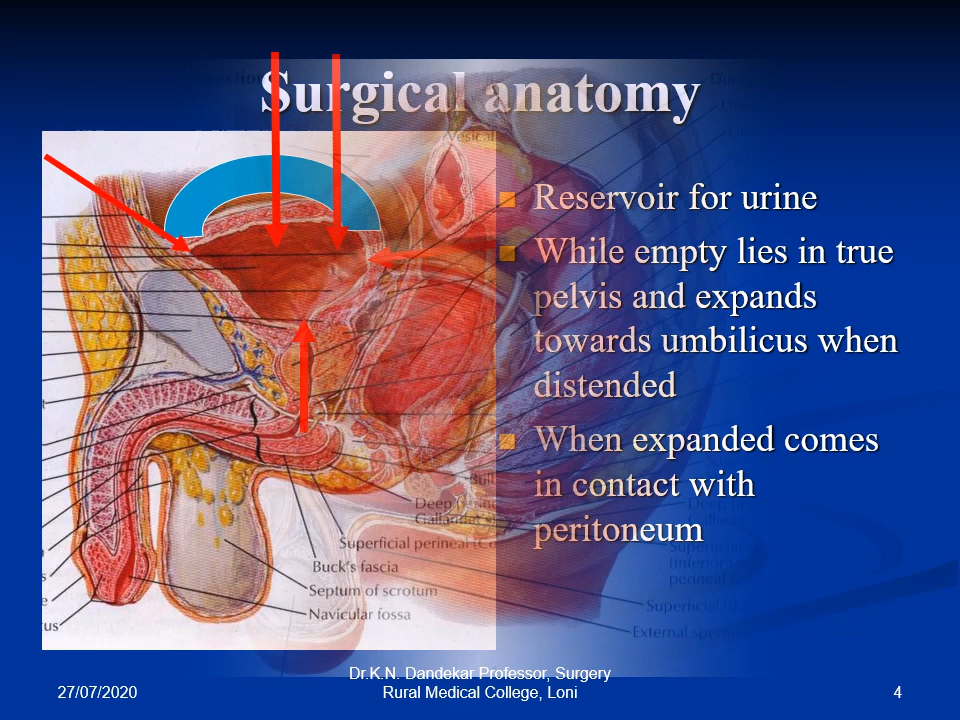 Surgical anatomy
Reservoir for urine
While empty lies in true
pelvis and expands
towards umbilicus when
distended
When expanded comes
in contact with
peritoneum
Deep
Superficial perineal
Buck's fascia
Septum of scrotum
Navicular fossa
Superficial
External
27/07/2020
Dr.K.N. Dandekar Professor, Surgery
Rural Medical College, Loni
4